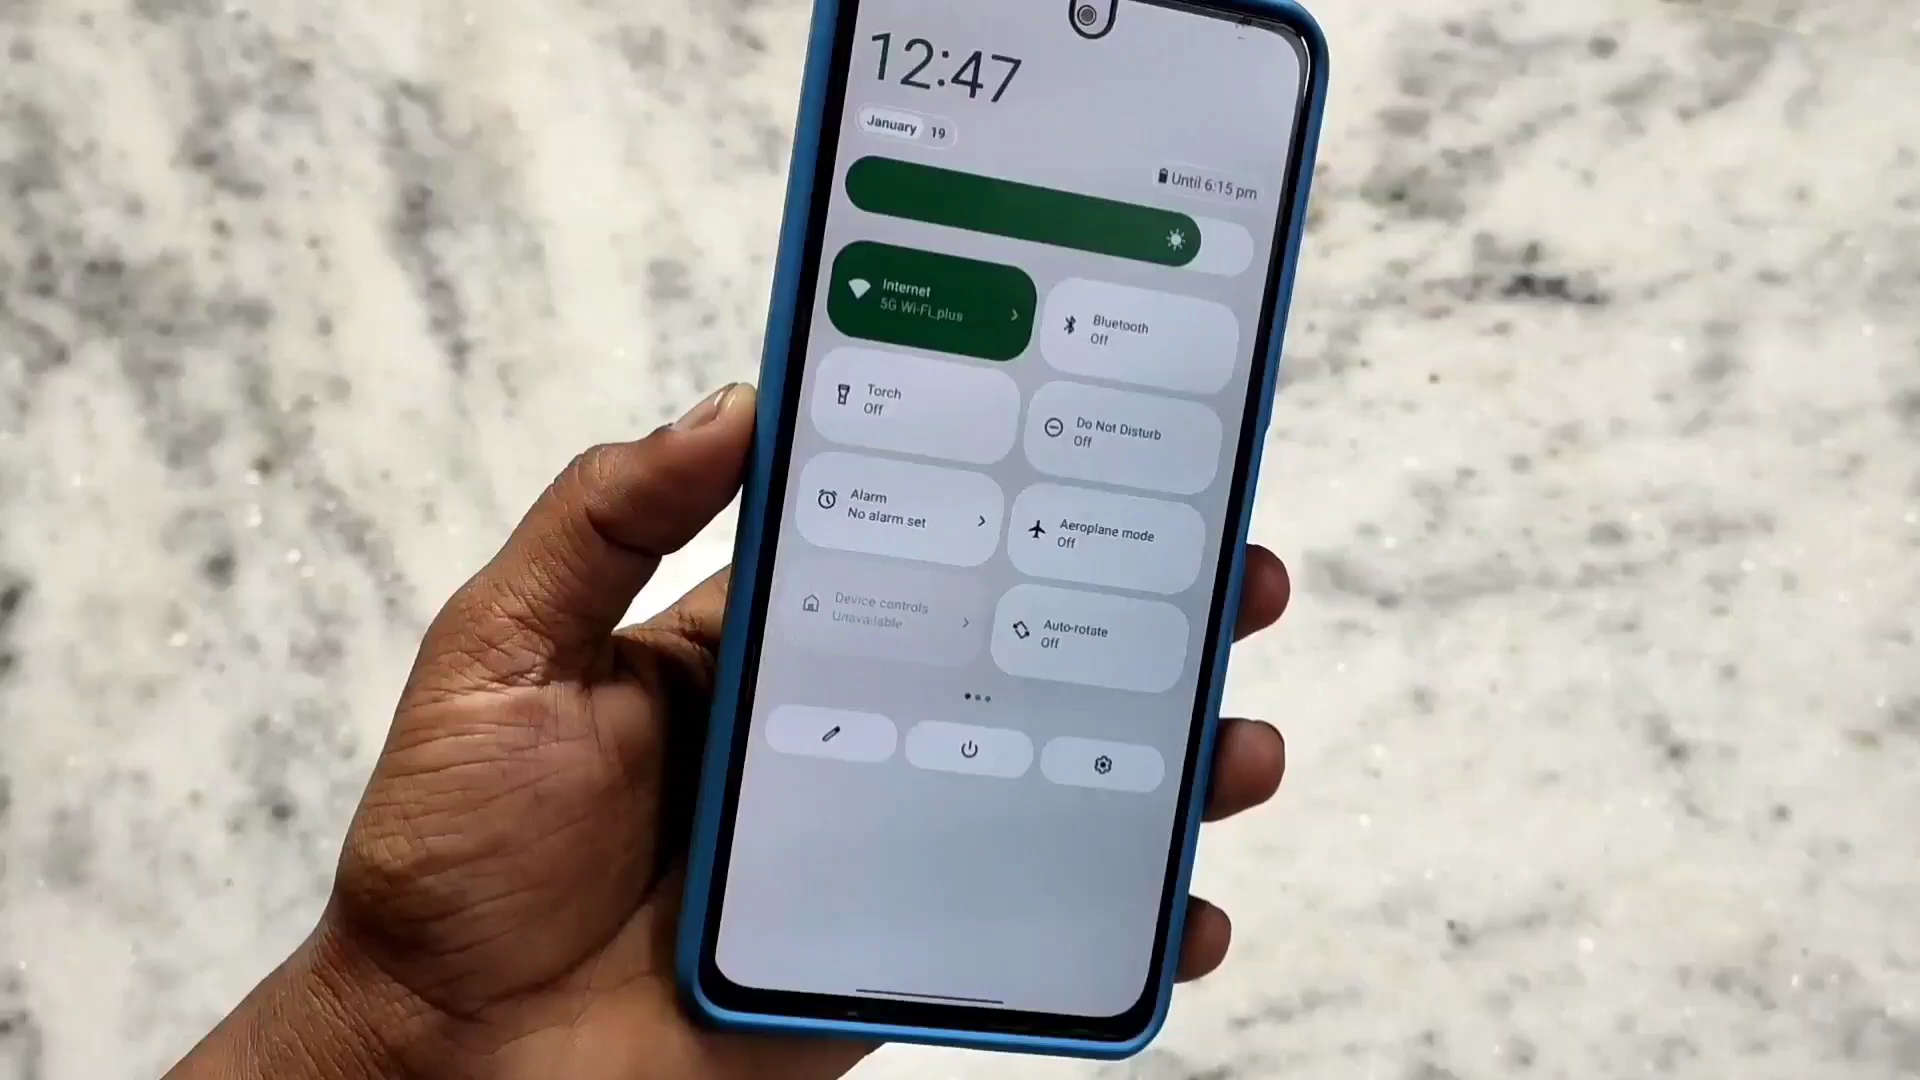 12:47
January 19
Until 6:15 pm
Internet
5G Wi-Fi_plus
Bluetooth
Off
Torch
Off
Do Not Disturb
Off
Alarm
No alarm set
Aeroplane mode
Off
Device controls
Unavailable
Auto-rotate
Off